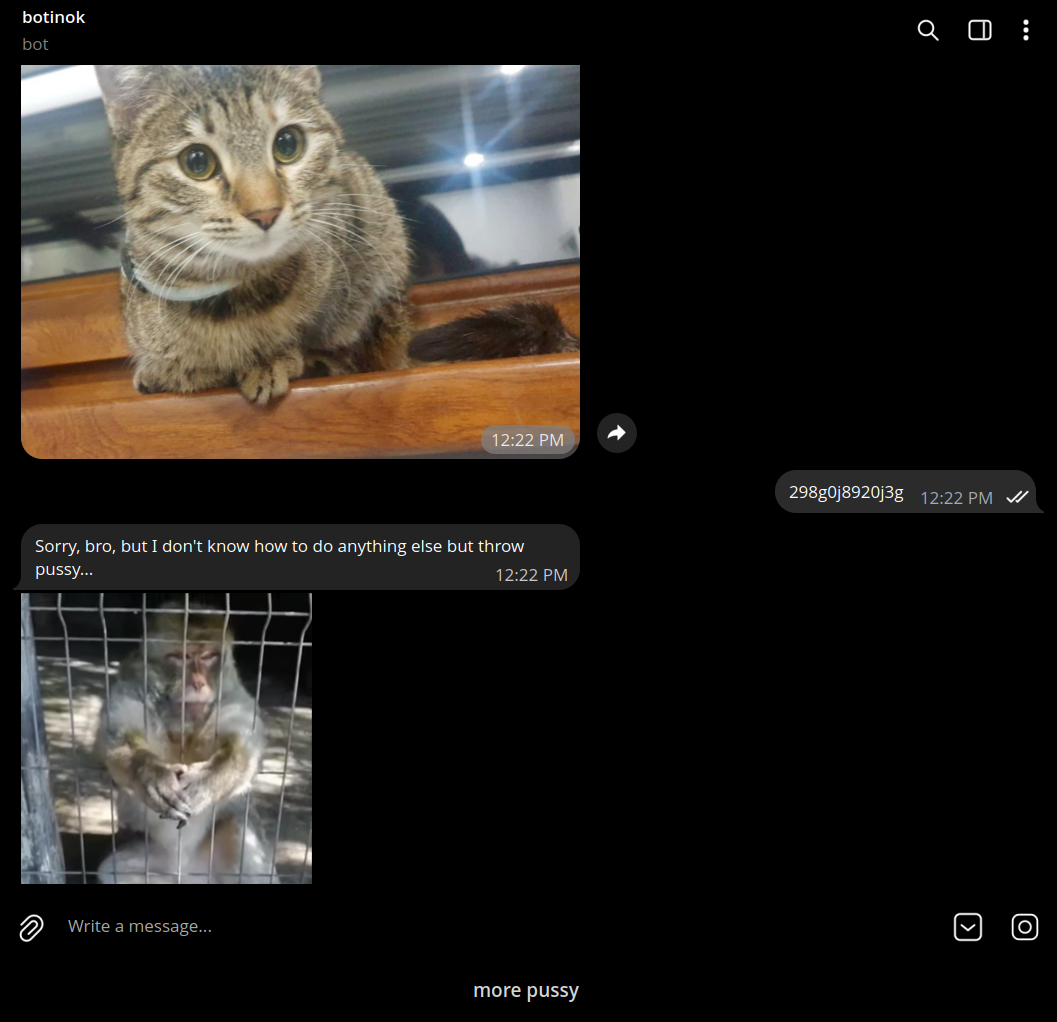 botinok
bot
12:22 PM
298g0j8920j3g 12:22 PM
Sorry, bro, but I don't know how to do anything else but throw
pussy...
12:22 PM
Write a message...
more pussy